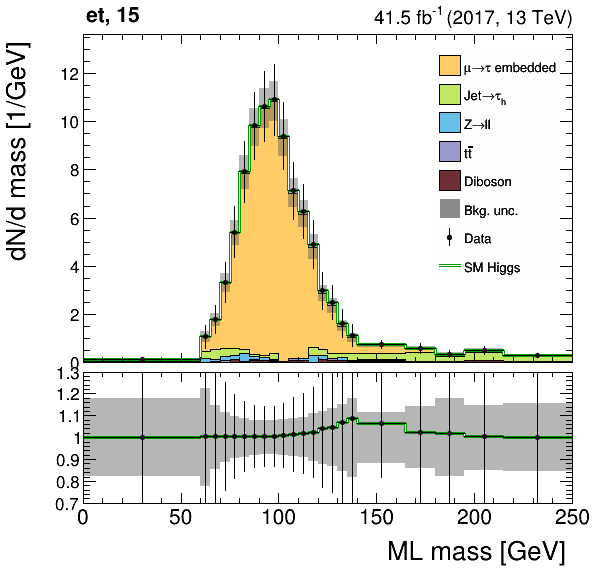 et, 15
41.5 fb⁻¹ (2017, 13 TeV)
dN/d mass [1/GeV]
12
10
8
6
4
2
0
μ→τ embedded
Jet→τₕ
Z→ll
tt̅
Diboson
Bkg. unc.
Data
SM Higgs
1.3
1.2
1.1
1
0.9
0.8
0.7
0 50 100 150 200 250
ML mass [GeV]